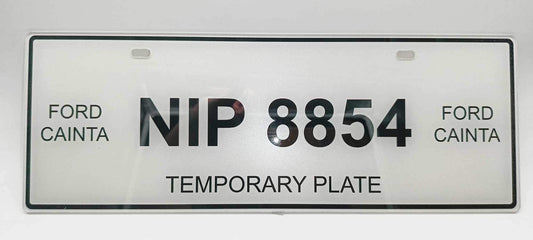 FORD
CAINTA
NIP 8854
FORD
CAINTA
TEMPORARY PLATE